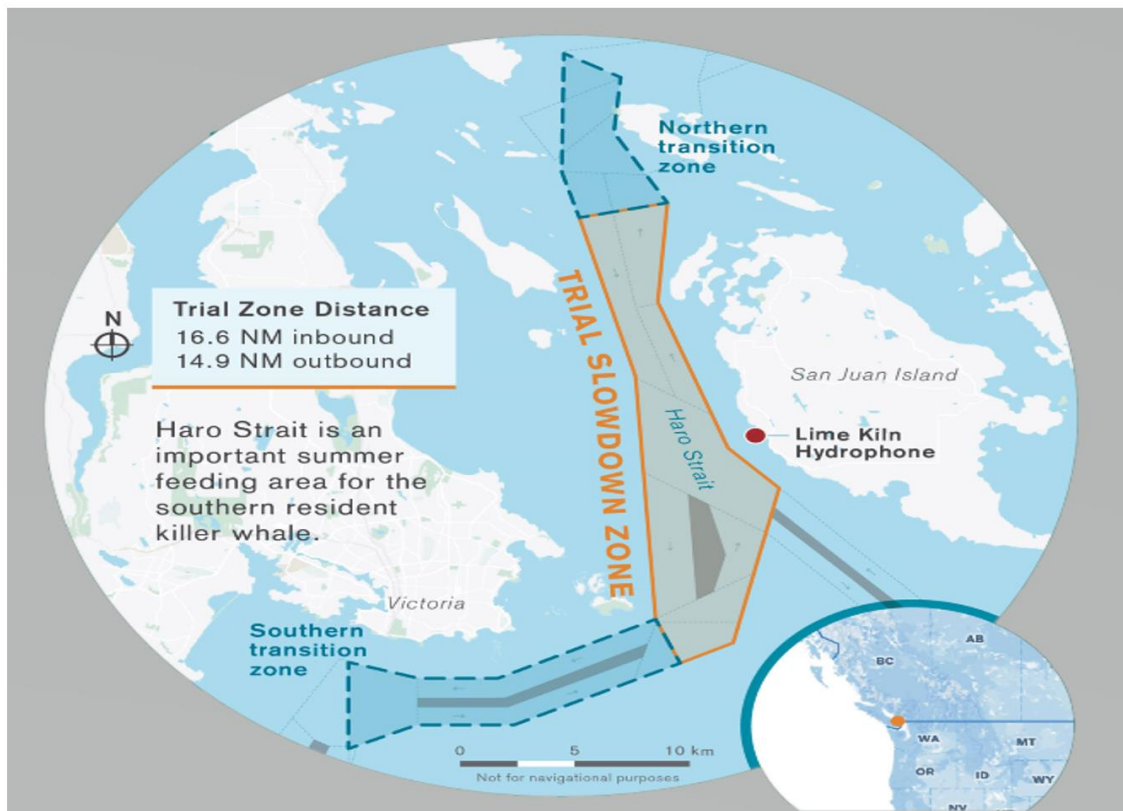 Northern
transition
zone
TRIAL SLOWDOWN ZONE
N
Trial Zone Distance
16.6 NM inbound
14.9 NM outbound
San Juan Island
Haro Strait
Lime Kiln
Hydrophone
Haro Strait is an
important summer
feeding area for the
southern resident
killer whale.
Victoria
Southern
transition
zone
0 5 10 km
Not for navigational purposes
AB
BC
WA
MT
OR
ID
WY
NV